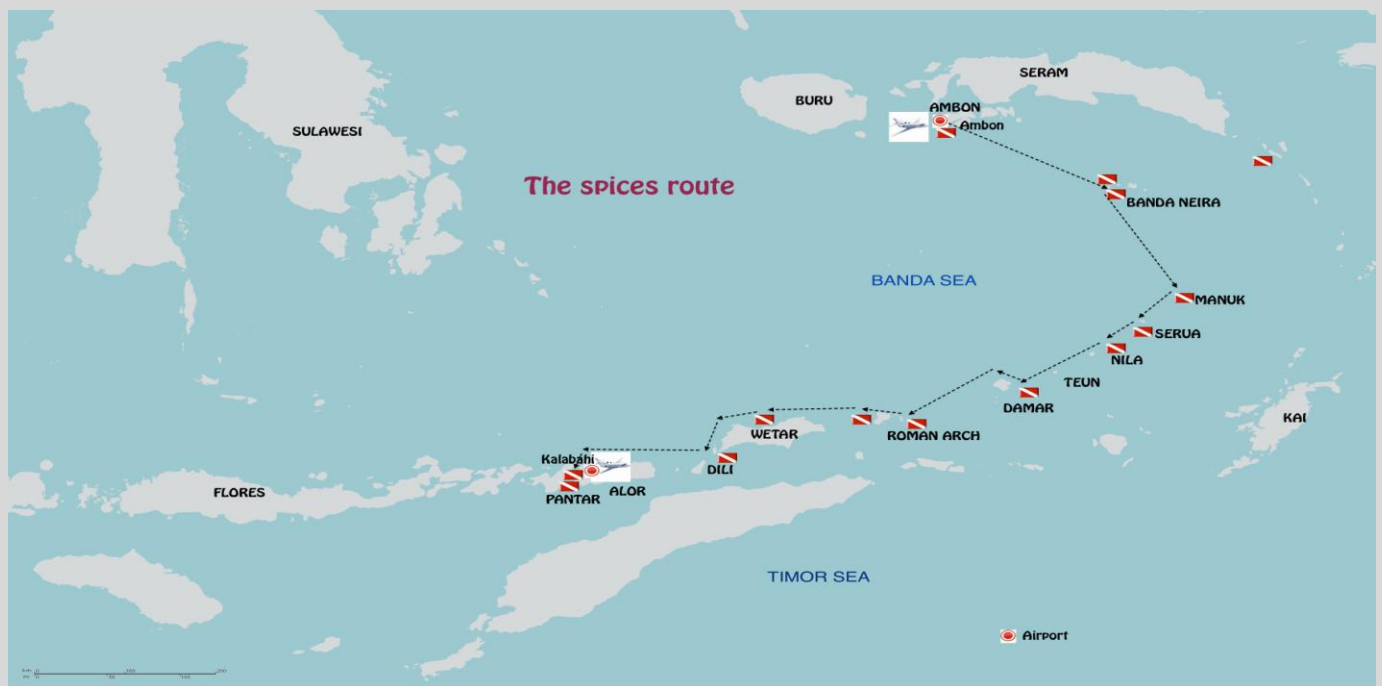 SERAM
BURU
AMBON
Ambon
SULAWESI
The spices route
BANDA NEIRA
BANDA SEA
MANUK
SERUA
NILA
TEUN
DAMAR
KAI
ROMAN ARCH
WETAR
Kalabahi
DILI
ALOR
FLORES
PANTAR
TIMOR SEA
Airport